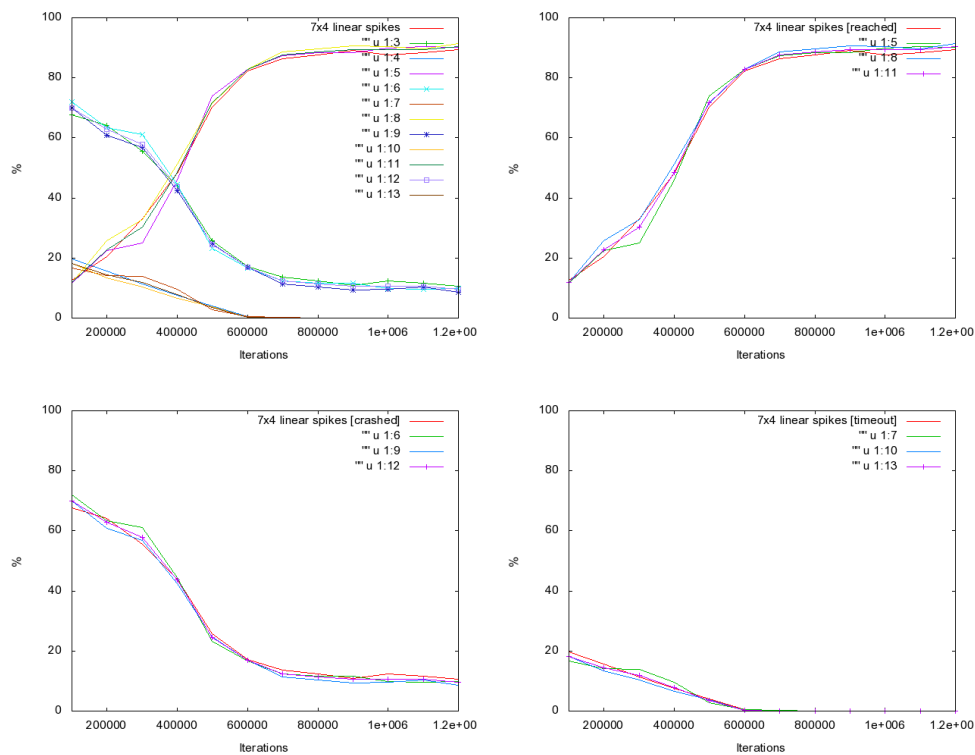 100
80
60
40
20
0
%
200000 400000 600000 800000 1e+006 1.2e+00
Iterations
7x4 linear spikes
"" u 1:3
"" u 1:4
"" u 1:5
"" u 1:6
"" u 1:7
"" u 1:8
"" u 1:9
"" u 1:10
"" u 1:11
"" u 1:12
"" u 1:13
100
80
60
40
20
0
%
200000 400000 600000 800000 1e+006 1.2e+00
Iterations
7x4 linear spikes [reached]
"" u 1:5
"" u 1:8
"" u 1:11
100
80
60
40
20
0
%
200000 400000 600000 800000 1e+006 1.2e+00
Iterations
7x4 linear spikes [crashed]
"" u 1:6
"" u 1:9
"" u 1:12
100
80
60
40
20
0
%
200000 400000 600000 800000 1e+006 1.2e+00
Iterations
7x4 linear spikes [timeout]
"" u 1:7
"" u 1:10
"" u 1:13